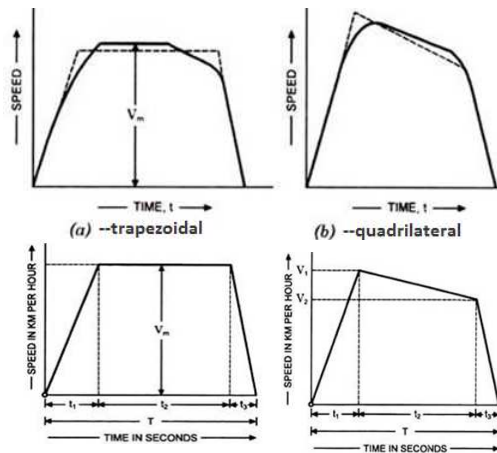 SPEED
Vm
TIME, t
(a) --trapezoidal
SPEED
TIME, t
(b) --quadrilateral
SPEED IN KM PER HOUR
Vm
t1 t2 t3
T
TIME IN SECONDS
SPEED IN KM PER HOUR
V1
V2
t1 t2 t3
T
TIME IN SECONDS